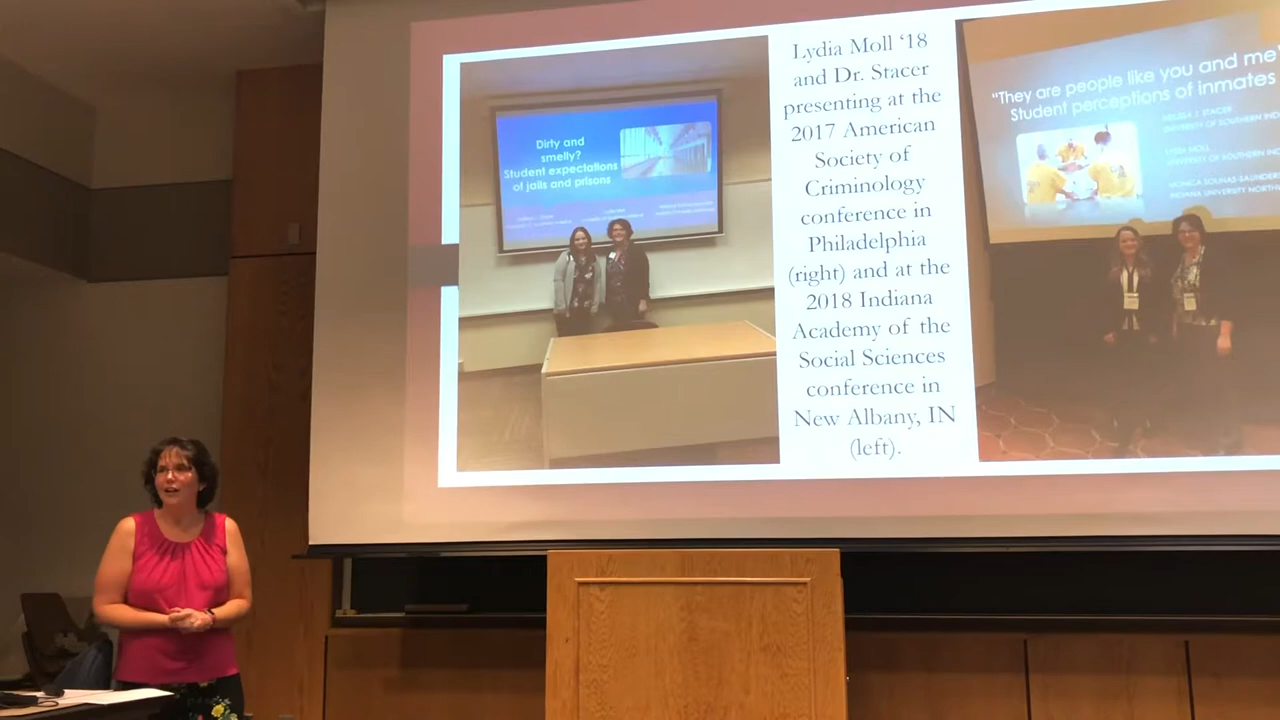 Dirty and
smelly?
Student expectations
of jails and prisons
Lydia Moll ‘18
and Dr. Stacer
presenting at the
2017 American
Society of
Criminology
conference in
Philadelphia
(right) and at the
2018 Indiana
Academy of the
Social Sciences
conference in
New Albany, IN
(left).
“They are people like you and me”
Student perceptions of inmates
MELISSA J. STACER
UNIVERSITY OF SOUTHERN IND
LYDIA MOLL
UNIVERSITY OF SOUTHERN IND
MONICA SOLINAS-SAUNDERS
INDIANA UNIVERSITY NORTH